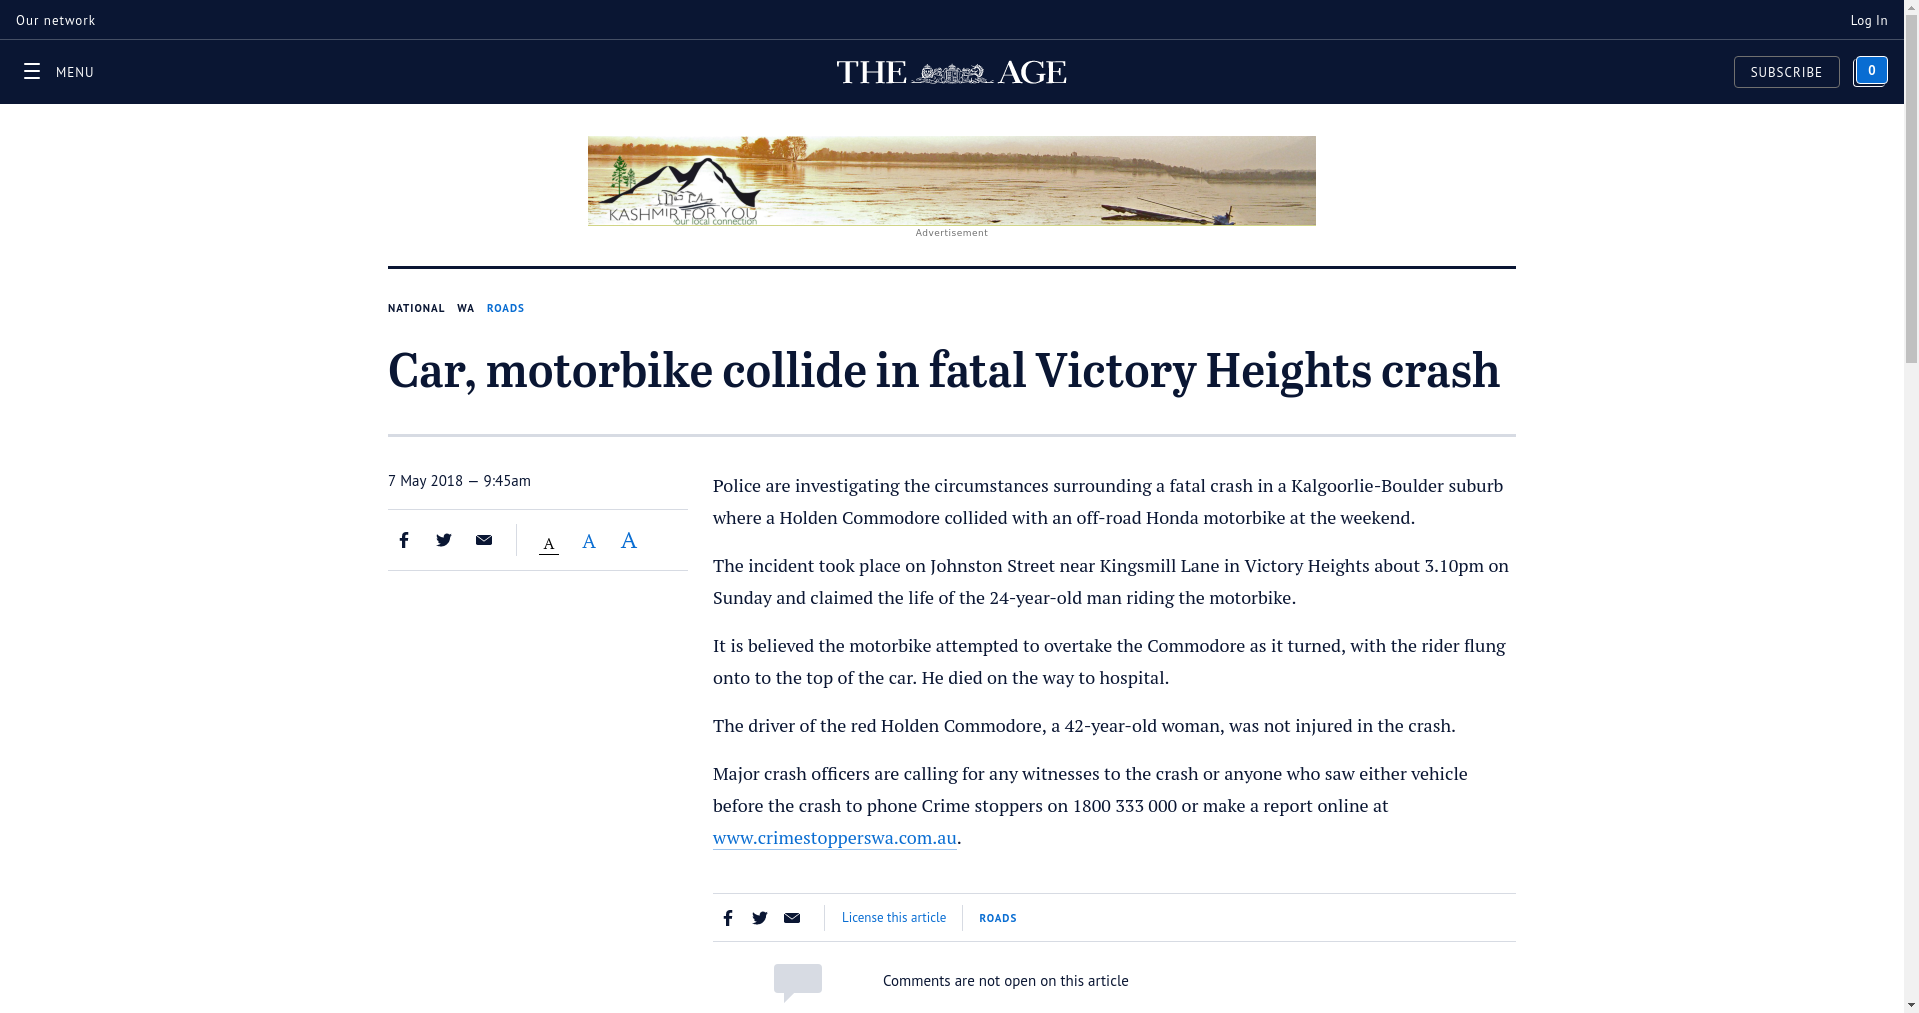 Our network
Log In
MENU
THE AGE
SUBSCRIBE
0
KASHMIR FOR YOU
our local connection
Advertisement
NATIONAL WA ROADS
Car, motorbike collide in fatal Victory Heights crash
7 May 2018 — 9:45am
A A A
Police are investigating the circumstances surrounding a fatal crash in a Kalgoorlie-Boulder suburb
where a Holden Commodore collided with an off-road Honda motorbike at the weekend.
The incident took place on Johnston Street near Kingsmill Lane in Victory Heights about 3.10pm on
Sunday and claimed the life of the 24-year-old man riding the motorbike.
It is believed the motorbike attempted to overtake the Commodore as it turned, with the rider flung
onto to the top of the car. He died on the way to hospital.
The driver of the red Holden Commodore, a 42-year-old woman, was not injured in the crash.
Major crash officers are calling for any witnesses to the crash or anyone who saw either vehicle
before the crash to phone Crime stoppers on 1800 333 000 or make a report online at
www.crimestopperswa.com.au.
License this article
ROADS
Comments are not open on this article